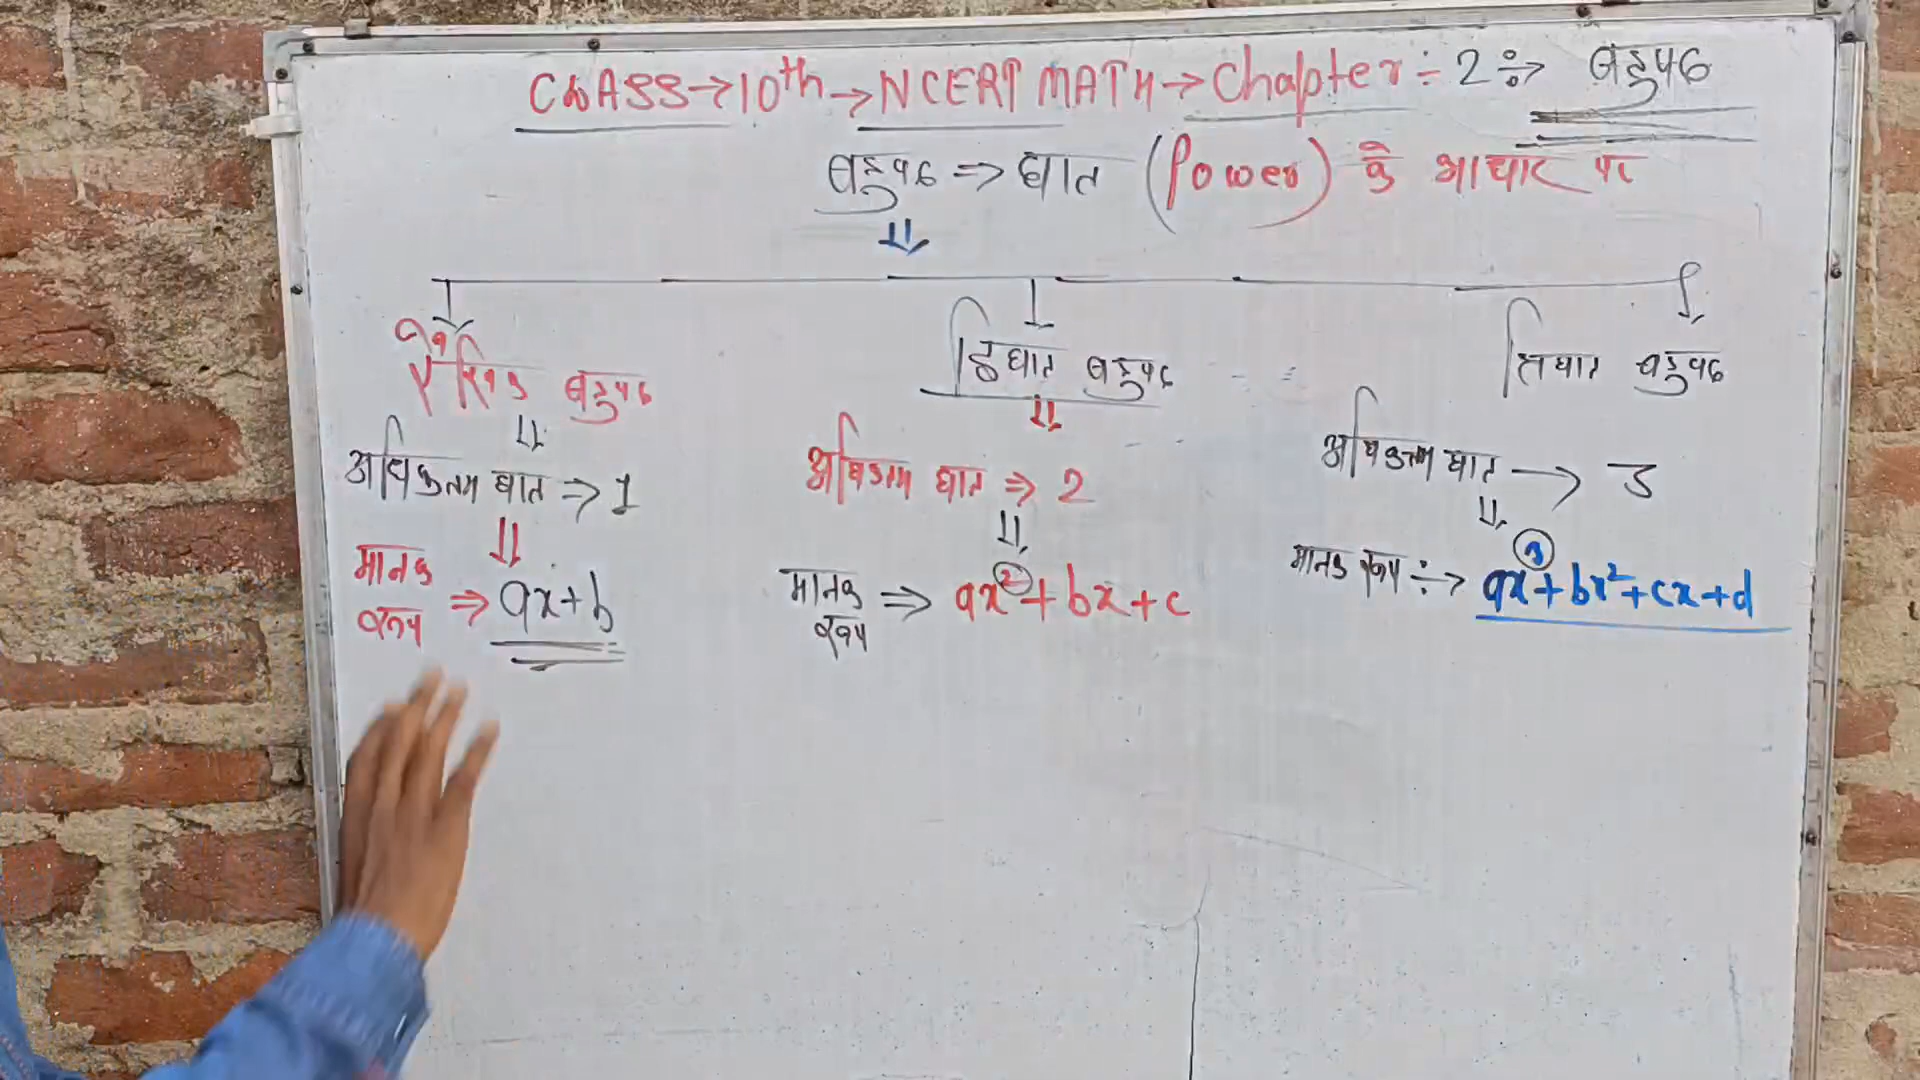 CLASS → 10th → NCERT MATH → Chapter ÷ 2 ÷→ बहुपद
बहुपद ⇒ घात (Power) के आधार पर
रैखिक बहुपद
अधिकतम घात ⇒ 1
मानक रूप ⇒ ax+b
द्विघात बहुपद
अधिकतम घात ⇒ 2
मानक रूप ⇒ ax²+bx+c
त्रिघात बहुपद
अधिकतम घात → 3
मानक रूप ÷→ ax³+bx²+cx+d